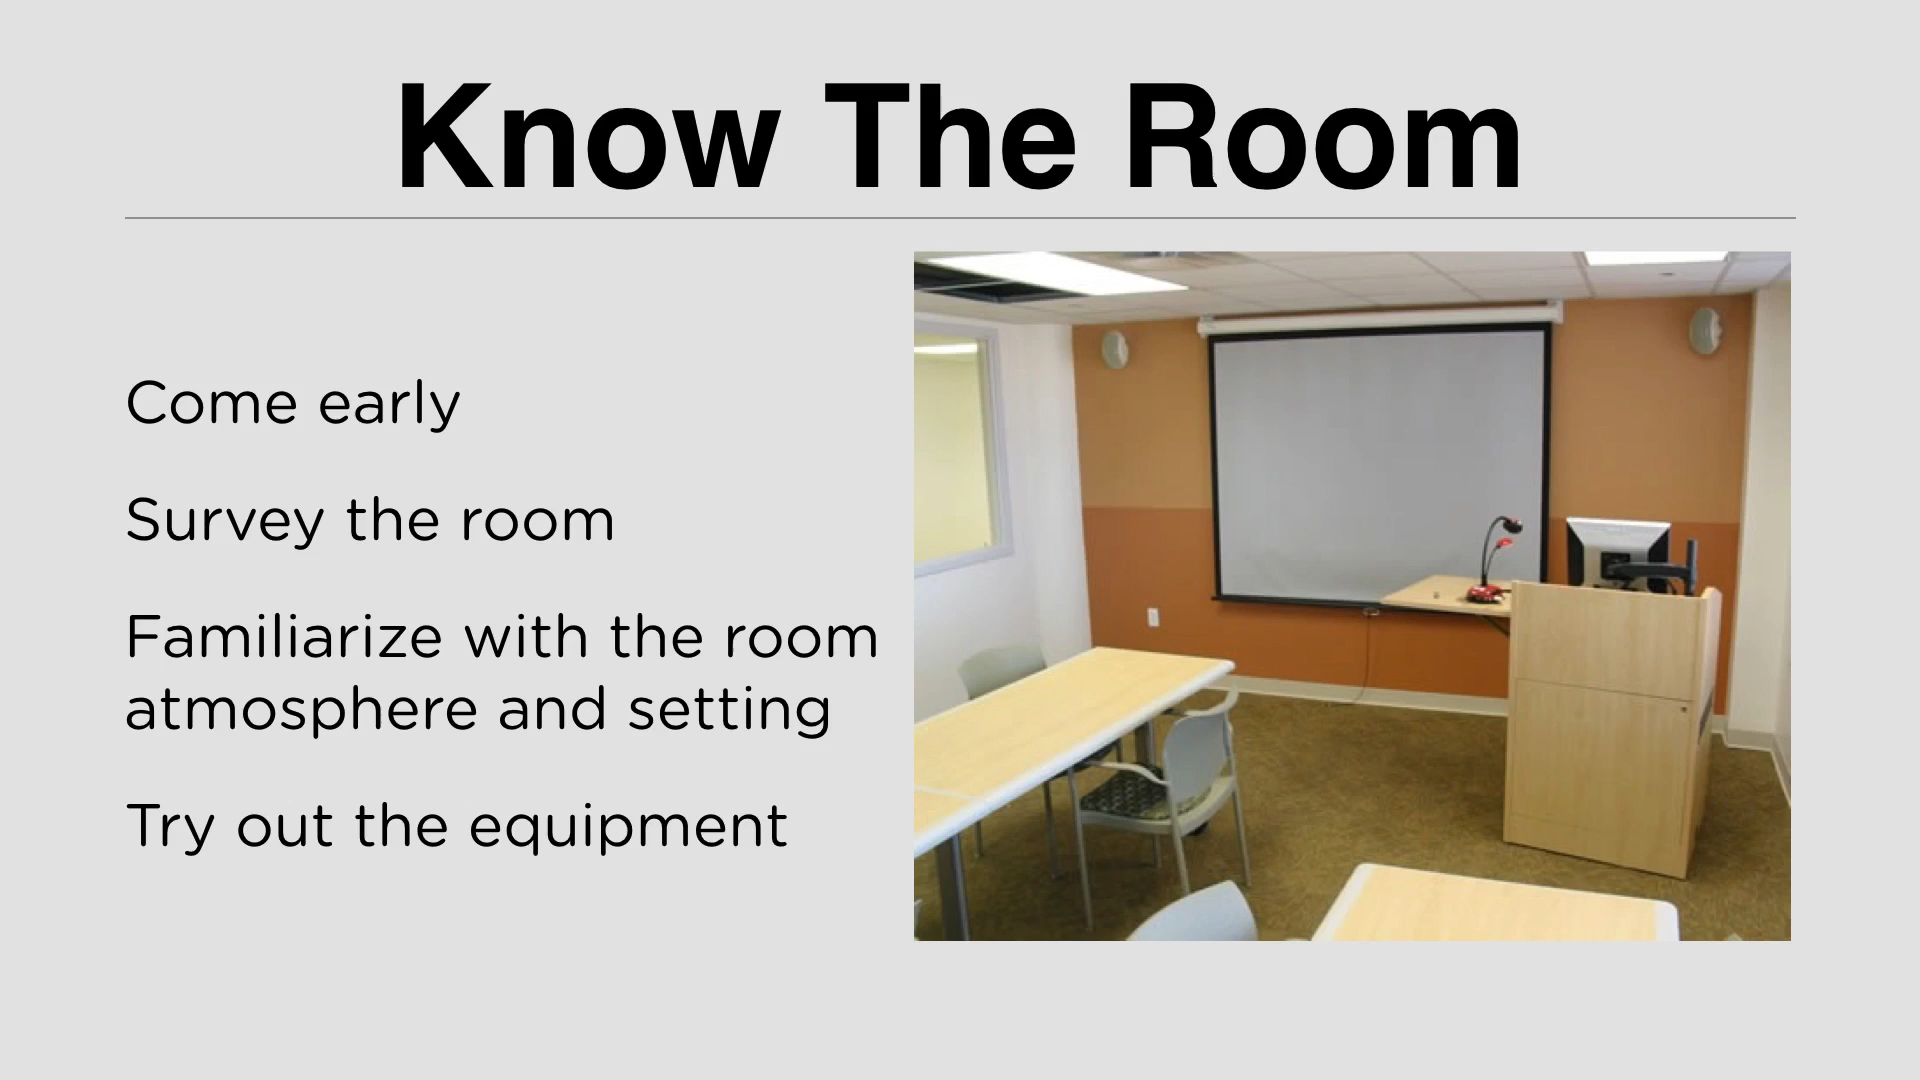 Know The Room
Come early
Survey the room
Familiarize with the room
atmosphere and setting
Try out the equipment